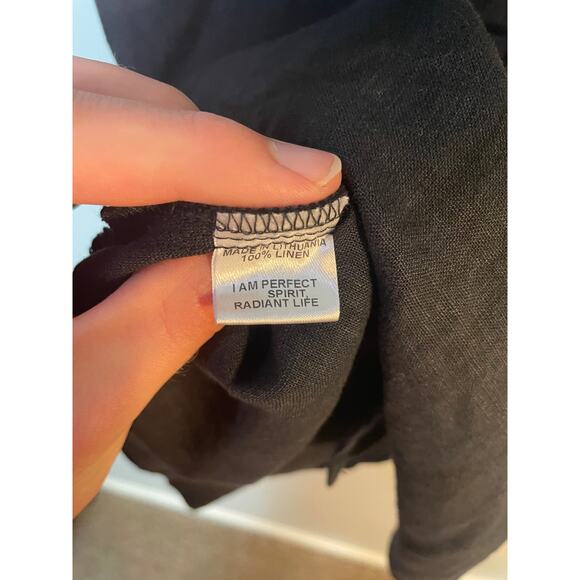 MADE IN LITHUANIA
100% LINEN
I AM PERFECT
SPIRIT,
RADIANT LIFE